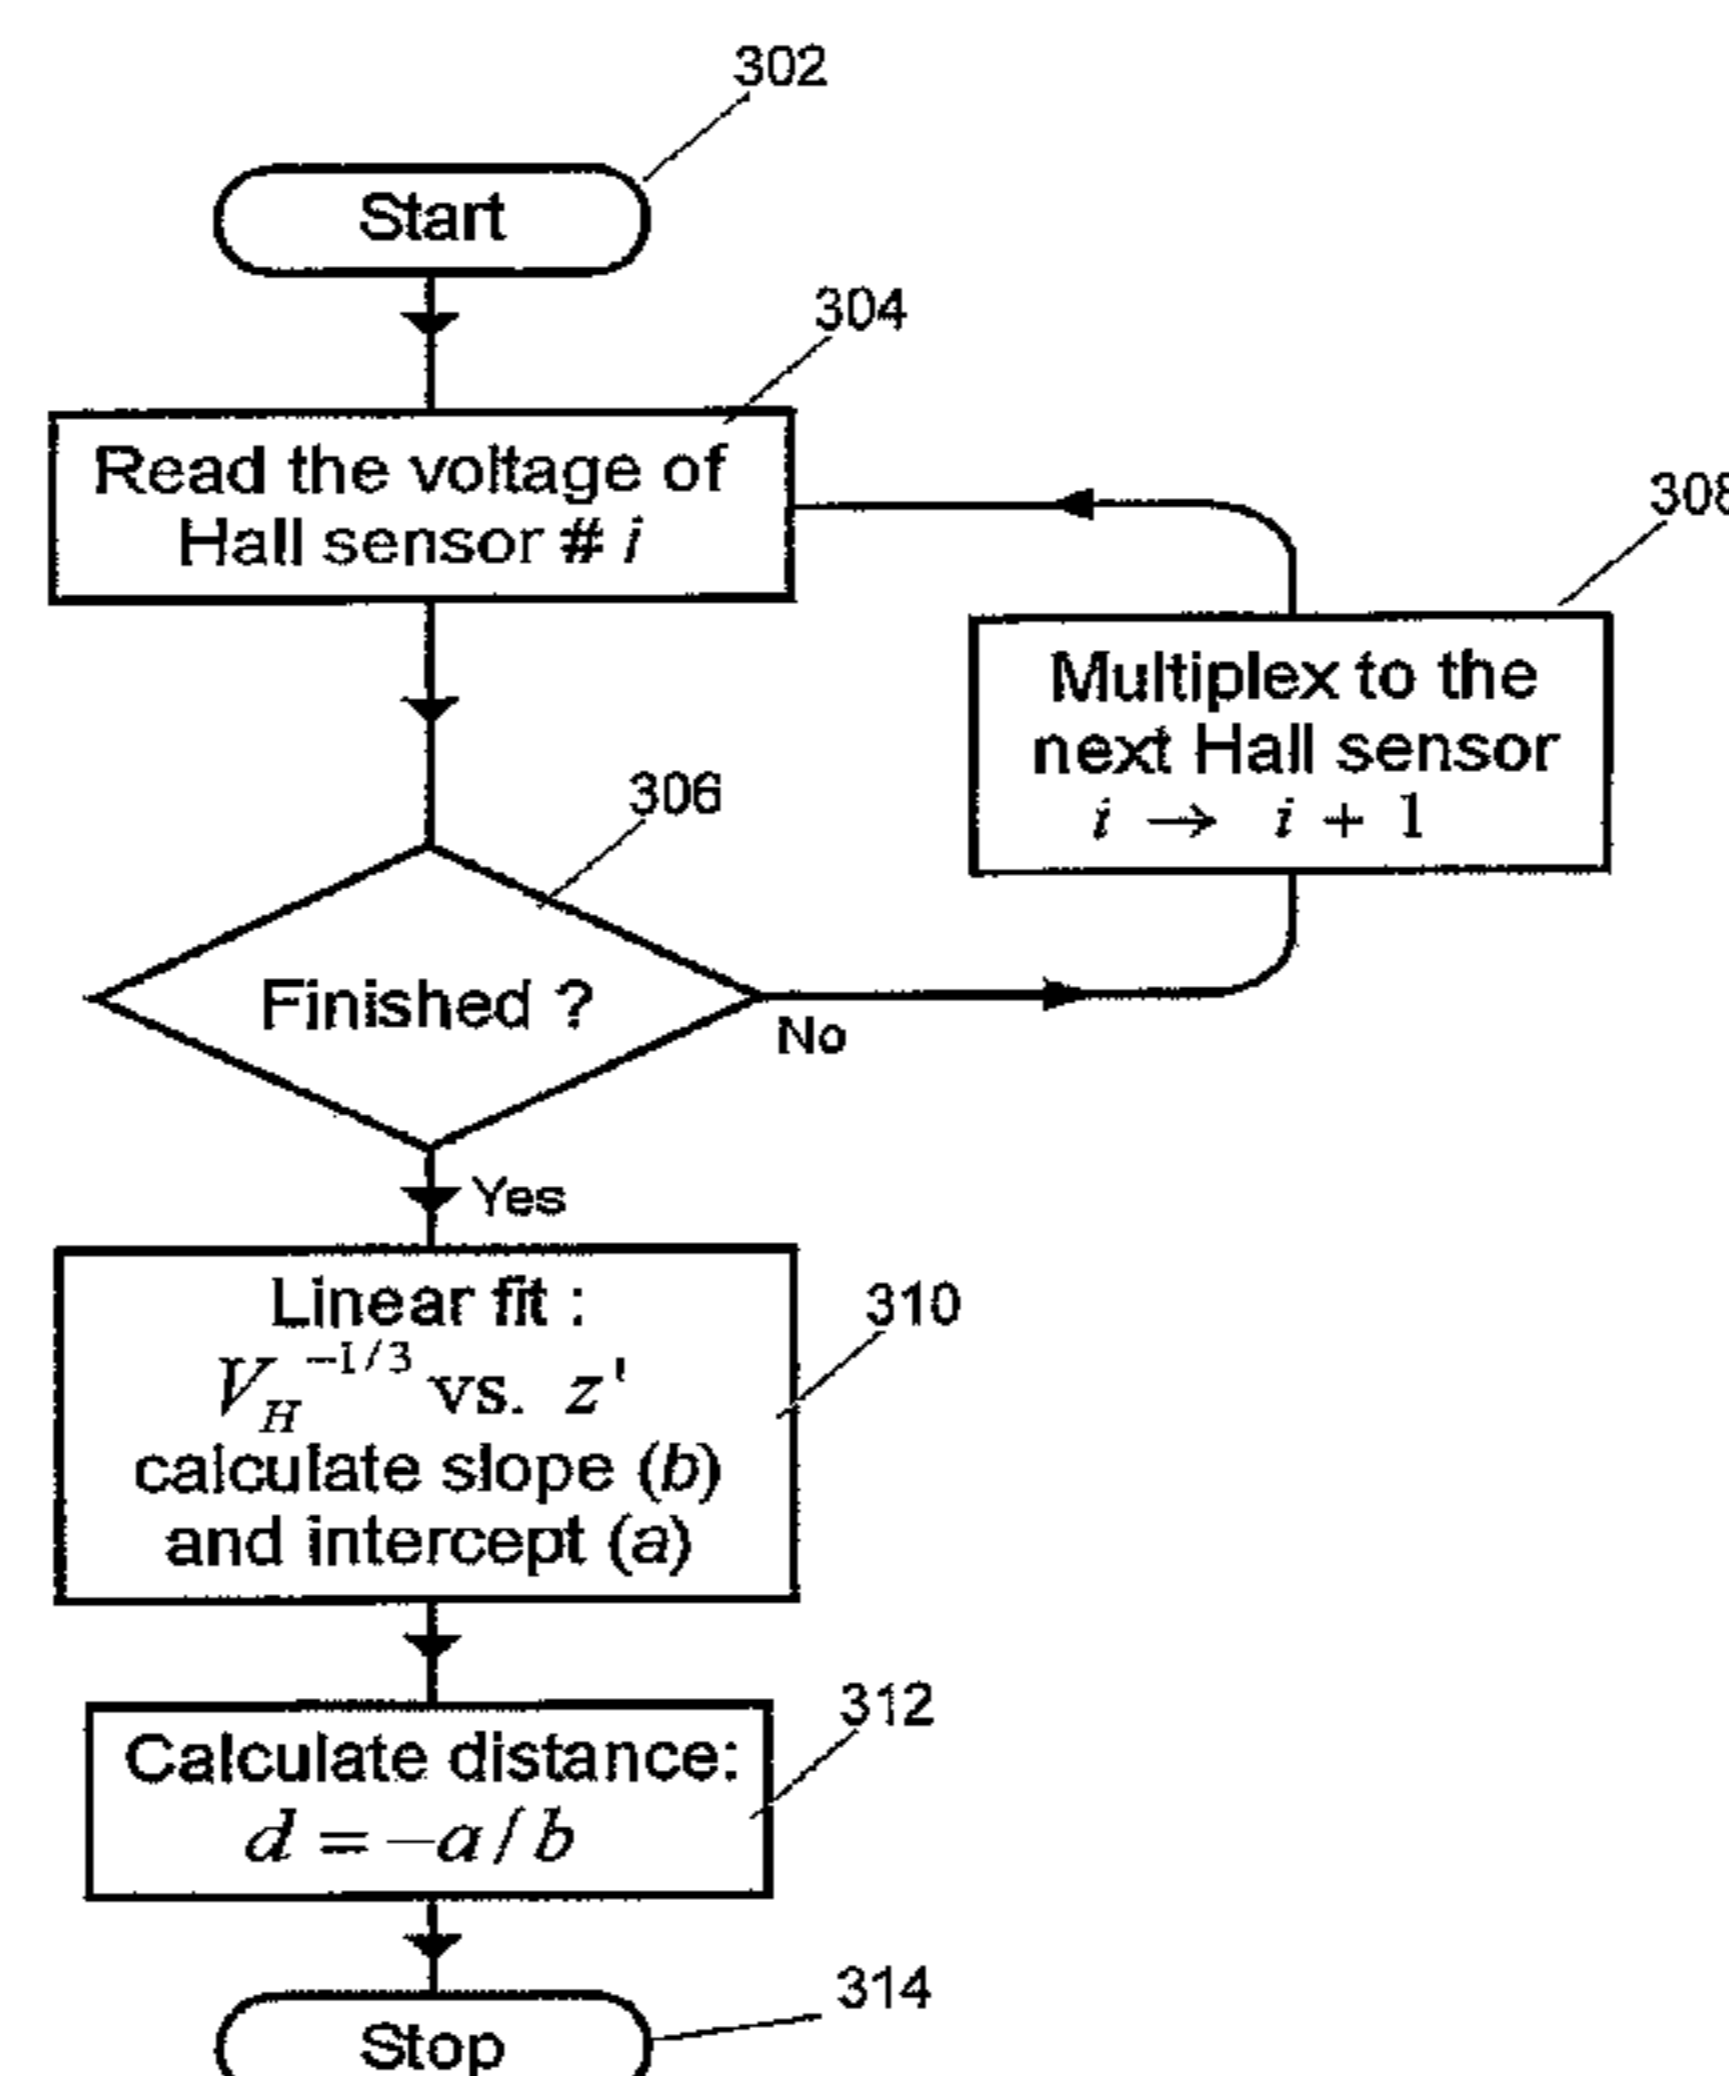 302
Start
304
Read the voltage of
Hall sensor # i
308
Multiplex to the
next Hall sensor
i → i + 1
306
Finished ?
No
Yes
Linear fit :
V_H^{-1/3} vs. z'
calculate slope (b)
and intercept (a)
310
312
Calculate distance:
d = –a / b
314
Stop